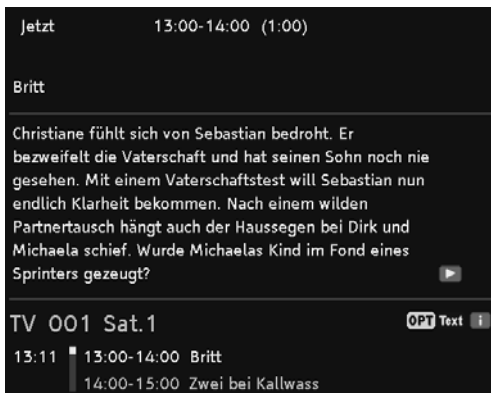 Jetzt 13:00-14:00 (1:00)
Britt
Christiane fühlt sich von Sebastian bedroht. Er
bezweifelt die Vaterschaft und hat seinen Sohn noch nie
gesehen. Mit einem Vaterschaftstest will Sebastian nun
endlich Klarheit bekommen. Nach einem wilden
Partnertausch hängt auch der Haussegen bei Dirk und
Michaela schief. Wurde Michaelas Kind im Fond eines
Sprinters gezeugt?
TV 001 Sat.1 OPT Text i
13:11 13:00-14:00 Britt
14:00-15:00 Zwei bei Kallwass